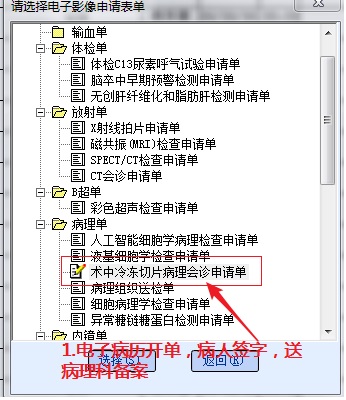 请选择电子影像申请表单
输血单
体检单
体检C13尿素呼气试验申请单
脑卒中早期预警检测申请单
无创肝纤维化和脂肪肝检测申请单
放射单
X射线拍片申请单
磁共振(MRI)检查申请单
SPECT/CT检查申请单
CT会诊申请单
B超单
彩色超声检查申请单
病理单
人工智能细胞学病理检查申请单
液基细胞学检查申请单
术中冷冻切片病理会诊申请单
病理组织送检单
细胞病理学检查申请单
异常糖链糖蛋白检测申请单
内镜单
1.电子病历开单，病人签字，送
病理科备案
选择(S)
返回(R)